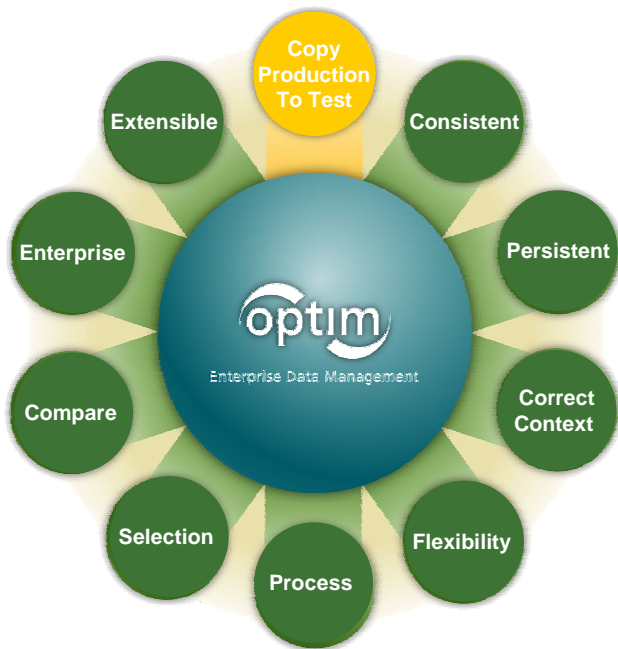 Copy
Production
To Test
Consistent
Persistent
Correct
Context
Flexibility
Process
Selection
Compare
Enterprise
Extensible
optim
Enterprise Data Management